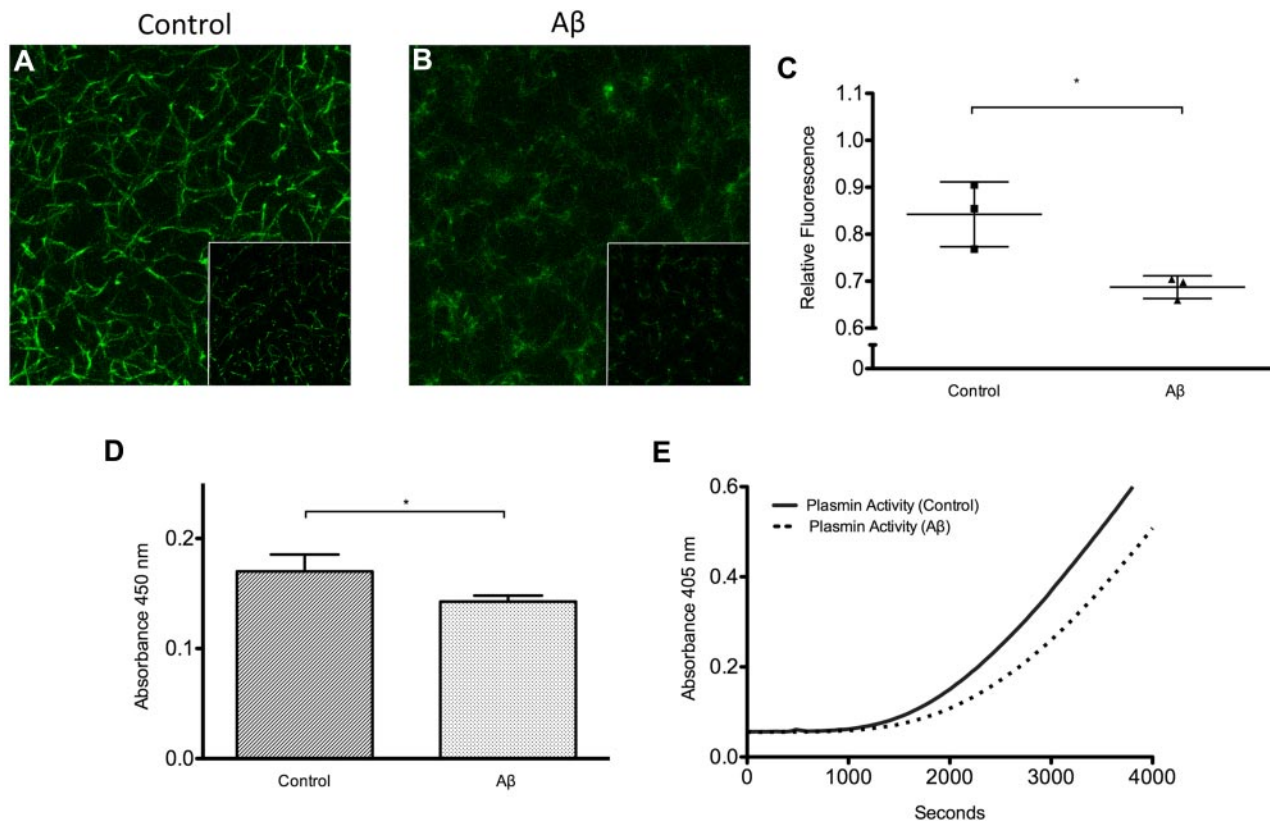 Control
Aβ
A
B
C
*
1.1
1.0
0.9
0.8
0.7
0.6
0
Relative Fluorescence
Control
Aβ
D
*
0.2
0.1
0.0
Absorbance 450 nm
Control
Aβ
E
0.6
0.4
0.2
0.0
Absorbance 405 nm
Plasmin Activity (Control)
Plasmin Activity (Aβ)
0 1000 2000 3000 4000
Seconds